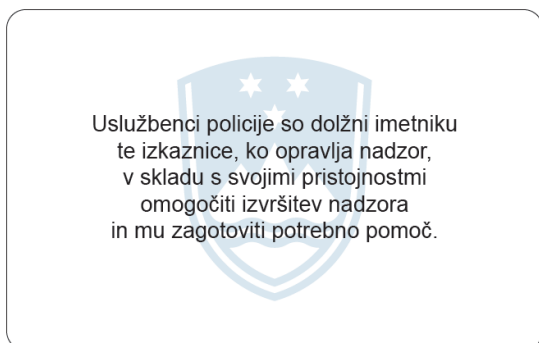 Uslužbenci policije so dolžni imetniku
te izkaznice, ko opravlja nadzor,
v skladu s svojimi pristojnostmi
omogočiti izvršitev nadzora
in mu zagotoviti potrebno pomoč.